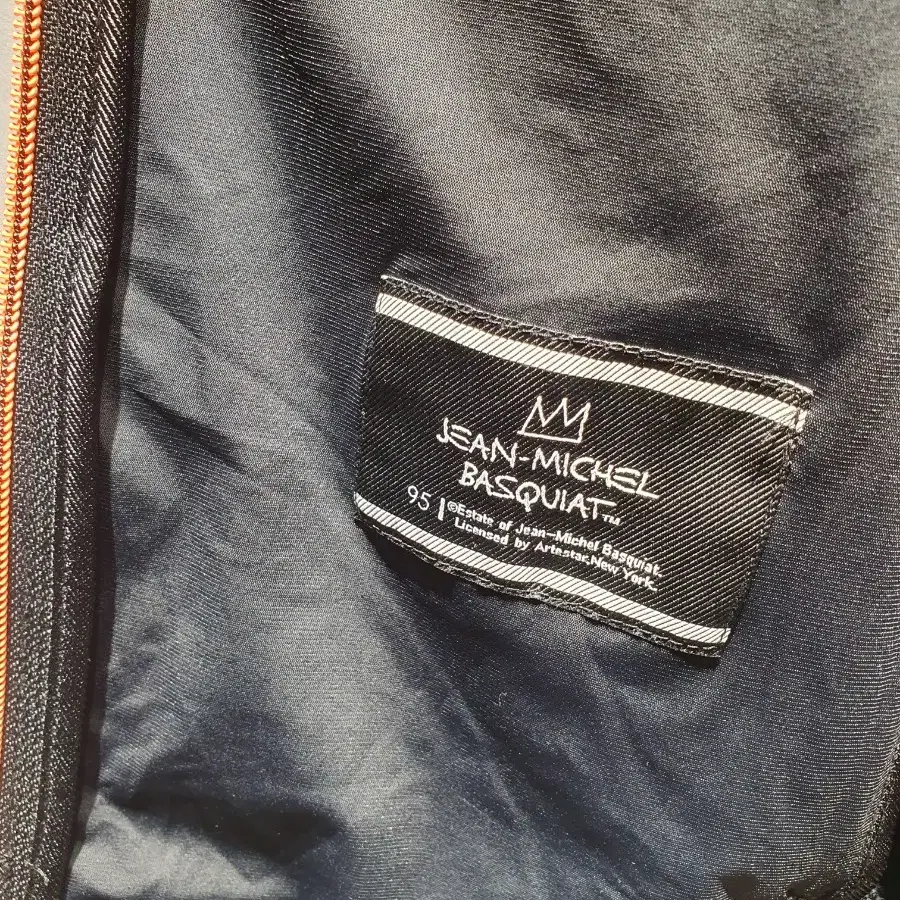 JEAN-MICHEL
BASQUIAT™
95 ©Estate of Jean-Michel Basquiat.
Licensed by Artestar, New York.